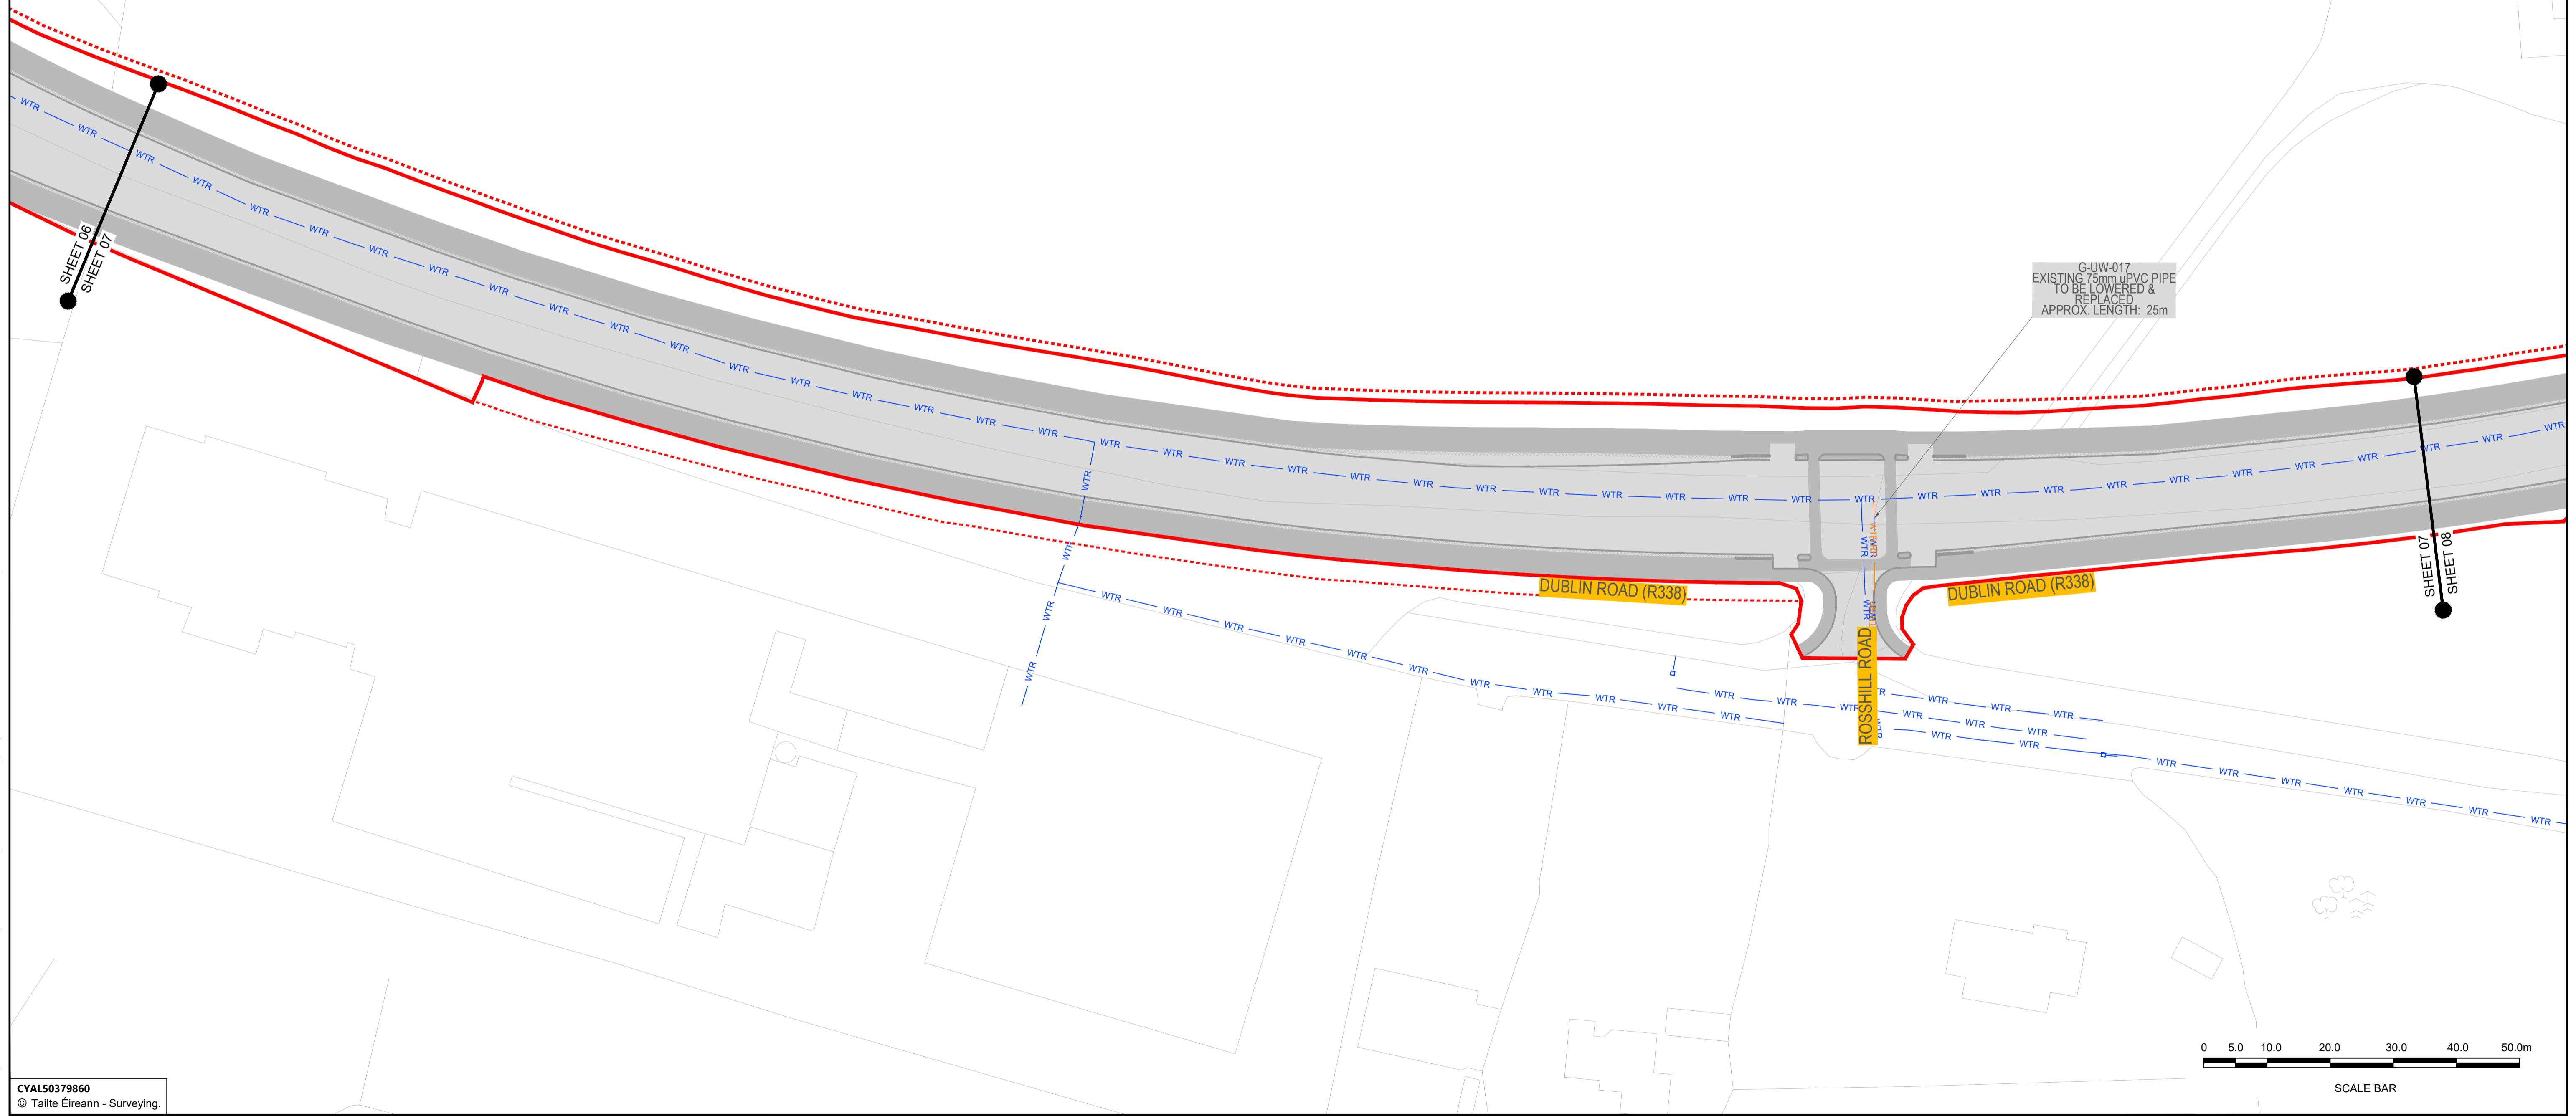 SHEET 06
SHEET 07
G-UW-017
EXISTING 75mm uPVC PIPE
TO BE LOWERED &
REPLACED
APPROX. LENGTH: 25m
WTR
DUBLIN ROAD (R338)
DUBLIN ROAD (R338)
ROSSHILL ROAD
SHEET 07
SHEET 08
0 5.0 10.0 20.0 30.0 40.0 50.0m
SCALE BAR
CYAL50379860
© Tailte Éireann - Surveying.